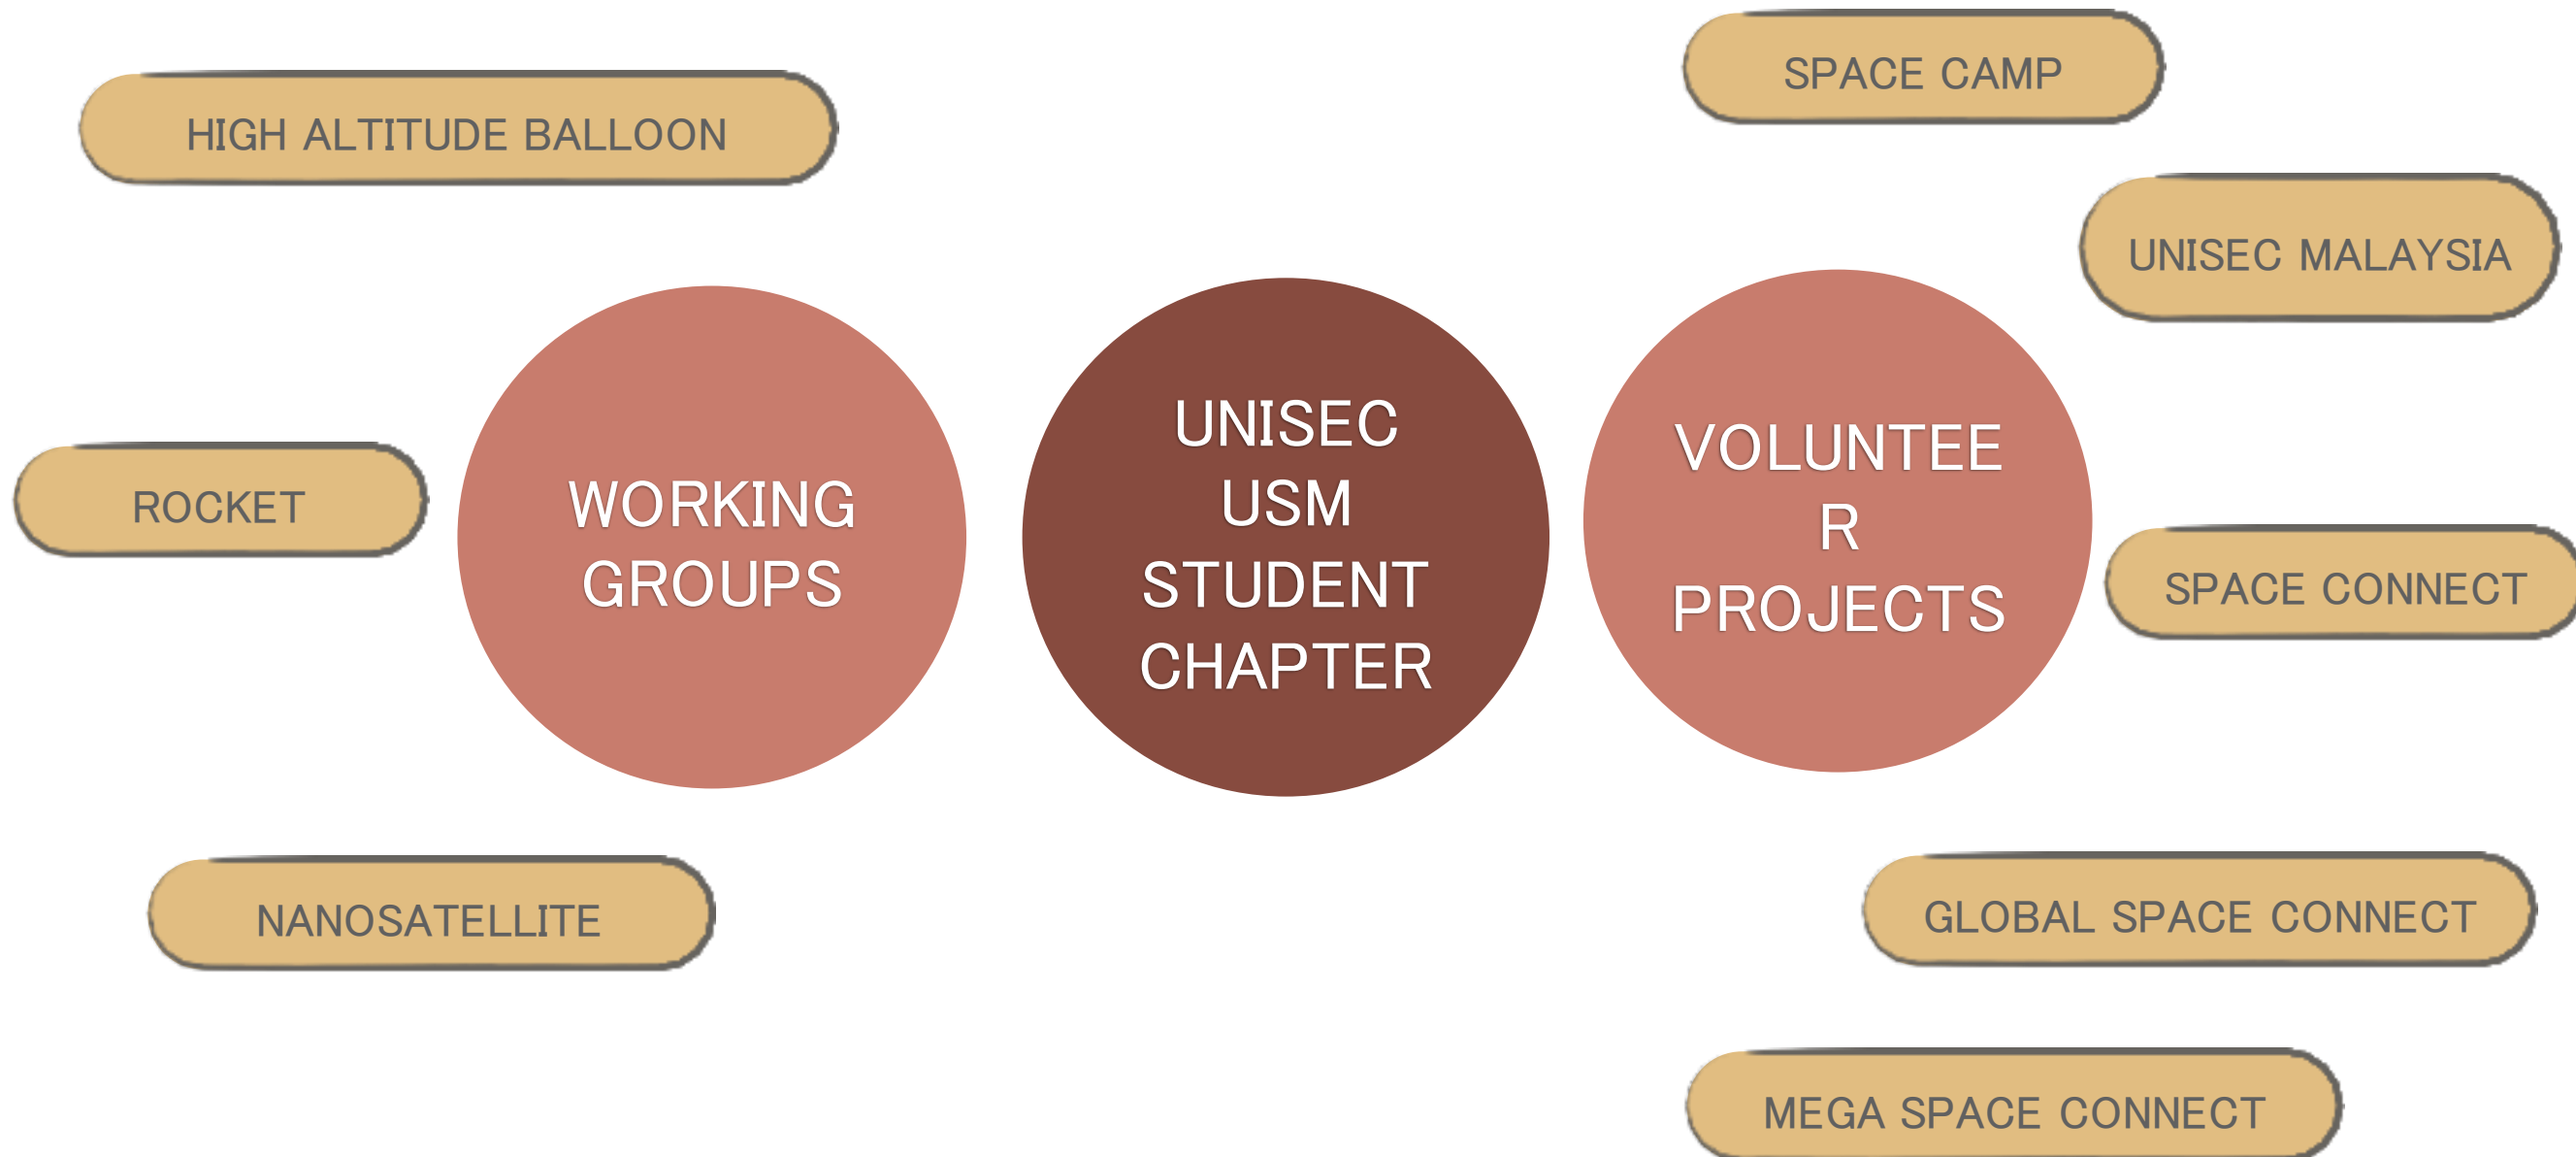 HIGH ALTITUDE BALLOON
ROCKET
NANOSATELLITE
WORKING
GROUPS
UNISEC
USM
STUDENT
CHAPTER
VOLUNTEE
R
PROJECTS
SPACE CAMP
UNISEC MALAYSIA
SPACE CONNECT
GLOBAL SPACE CONNECT
MEGA SPACE CONNECT